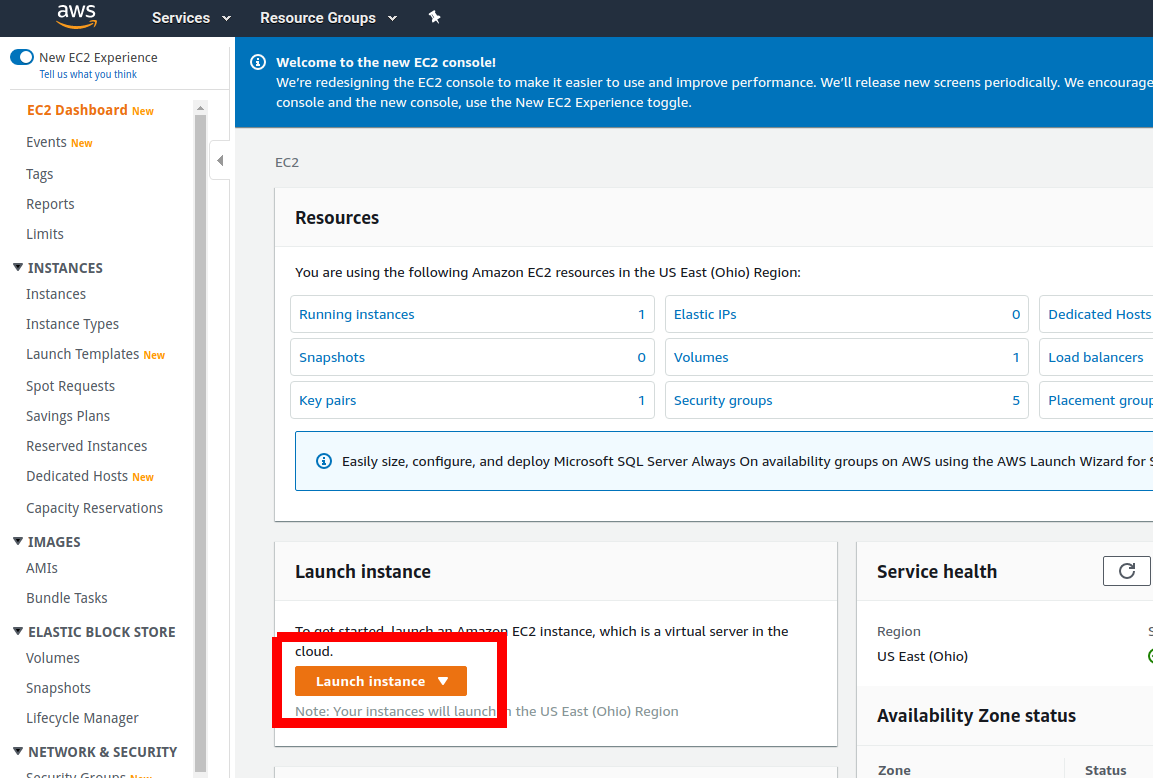 aws Services Resource Groups
New EC2 Experience
Tell us what you think
EC2 Dashboard New
Events New
Tags
Reports
Limits
INSTANCES
Instances
Instance Types
Launch Templates New
Spot Requests
Savings Plans
Reserved Instances
Dedicated Hosts New
Capacity Reservations
IMAGES
AMIs
Bundle Tasks
ELASTIC BLOCK STORE
Volumes
Snapshots
Lifecycle Manager
NETWORK & SECURITY
Security Groups New
Welcome to the new EC2 console!
We're redesigning the EC2 console to make it easier to use and improve performance. We'll release new screens periodically. We encourage
console and the new console, use the New EC2 Experience toggle.
EC2
Resources
You are using the following Amazon EC2 resources in the US East (Ohio) Region:
Running instances 1 Elastic IPs 0 Dedicated Hosts
Snapshots 0 Volumes 1 Load balancers
Key pairs 1 Security groups 5 Placement group
Easily size, configure, and deploy Microsoft SQL Server Always On availability groups on AWS using the AWS Launch Wizard for S
Launch instance
To get started, launch an Amazon EC2 instance, which is a virtual server in the
cloud.
Launch instance
Note: Your instances will launch in the US East (Ohio) Region
Service health
Region S
US East (Ohio)
Availability Zone status
Zone Status